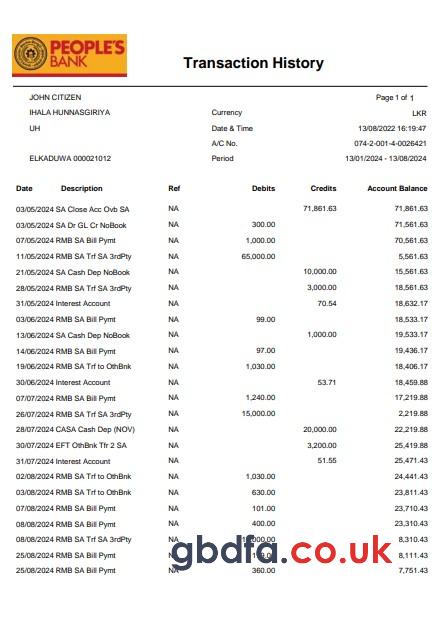 PEOPLE'S
BANK
Transaction History
JOHN CITIZEN Page 1 of 1
IHALA HUNNASGIRIYA Currency LKR
UH Date & Time 13/08/2022 16:19:47
A/C No. 074-2-001-4-0026421
ELKADUWA 000021012 Period 13/01/2024 - 13/08/2024
Date Description Ref Debits Credits Account Balance
03/05/2024 SA Close Acc Ovb SA NA 71,861.63 71,861.63
03/05/2024 SA Dr GL Cr NoBook NA 300.00 71,561.63
07/05/2024 RMB SA Bill Pymt NA 1,000.00 70,561.63
11/05/2024 RMB SA Trf SA 3rdPty NA 65,000.00 5,561.63
21/05/2024 SA Cash Dep NoBook NA 10,000.00 15,561.63
28/05/2024 RMB SA Trf SA 3rdPty NA 3,000.00 18,561.63
31/05/2024 Interest Account NA 70.54 18,632.17
03/06/2024 RMB SA Bill Pymt NA 99.00 18,533.17
13/06/2024 SA Cash Dep NoBook NA 1,000.00 19,533.17
14/06/2024 RMB SA Bill Pymt NA 97.00 19,436.17
19/06/2024 RMB SA Trf to OthBnk NA 1,030.00 18,406.17
30/06/2024 Interest Account NA 53.71 18,459.88
07/07/2024 RMB SA Bill Pymt NA 1,240.00 17,219.88
26/07/2024 RMB SA Trf SA 3rdPty NA 15,000.00 2,219.88
28/07/2024 CASA Cash Dep (NOV) NA 20,000.00 22,219.88
30/07/2024 EFT OthBnk Tfr 2 SA NA 3,200.00 25,419.88
31/07/2024 Interest Account NA 51.55 25,471.43
02/08/2024 RMB SA Trf to OthBnk NA 1,030.00 24,441.43
03/08/2024 RMB SA Trf to OthBnk NA 630.00 23,811.43
07/08/2024 RMB SA Bill Pymt NA 101.00 23,710.43
08/08/2024 RMB SA Bill Pymt NA 400.00 23,310.43
08/08/2024 RMB SA Trf SA 3rdPty NA 8,310.43
gbdfa.co.uk
25/08/2024 RMB SA Bill Pymt NA 8,111.43
25/08/2024 RMB SA Bill Pymt NA 360.00 7,751.43